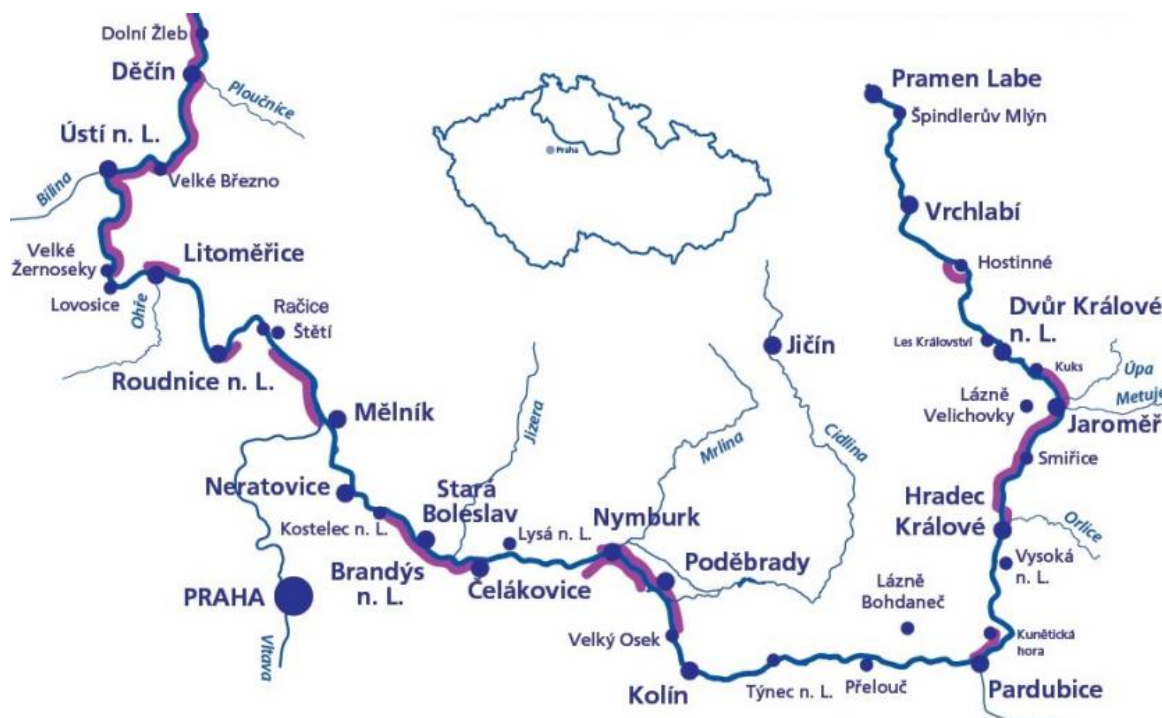 Dolní Žleb
Děčín
Ploučnice
Ústí n. L.
Bílina
Velké Březno
Velké
Žernoseky
Litoměřice
Lovosice
Ohře
Račice
Štětí
Roudnice n. L.
Mělník
Neratovice
Kostelec n. L.
Stará
Boleslav
Brandýs
n. L.
PRAHA
Vltava
Jizera
Lysá n. L.
Čelákovice
Nymburk
Mrlina
Poděbrady
Velký Osek
Kolín
Praha
Jičín
Cidlina
Týnec n. L.
Přelouč
Lázně
Bohdaneč
Pardubice
Kunětická
hora
Vysoká
n. L.
Orlice
Hradec
Králové
Smiřice
Jaroměř
Lázně
Velichovky
Metuje
Úpa
Kuks
Les Království
Dvůr Králové
n. L.
Hostinné
Vrchlabí
Špindlerův Mlýn
Pramen Labe